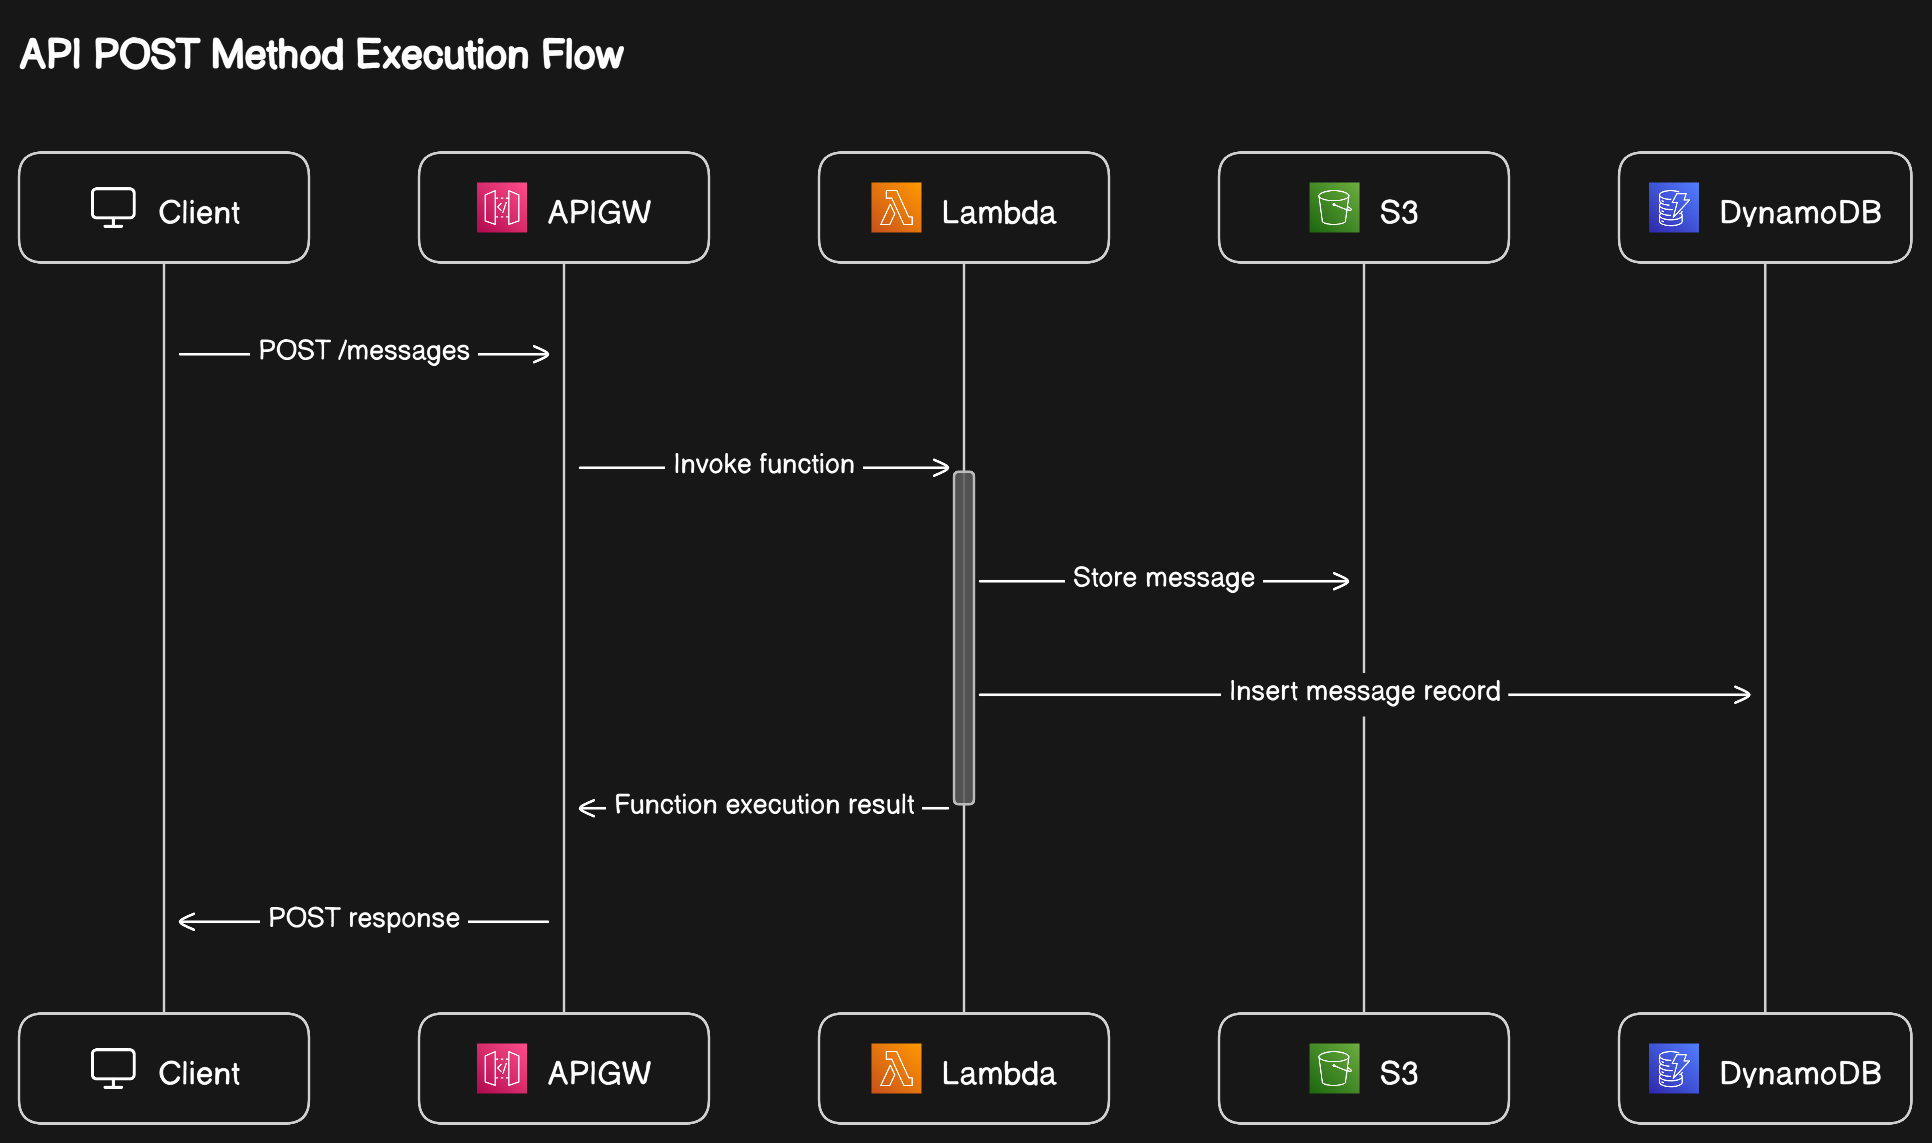 API POST Method Execution Flow
Client
APIGW
Lambda
S3
DynamoDB
POST /messages
Invoke function
Store message
Insert message record
Function execution result
POST response
Client
APIGW
Lambda
S3
DynamoDB